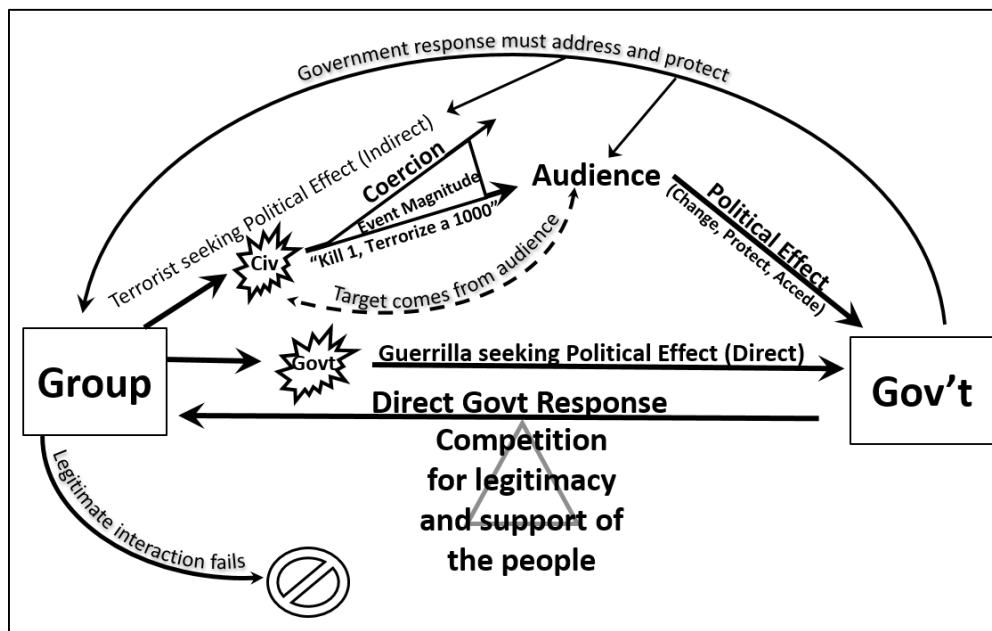 Government response must address and protect
Terrorist seeking Political Effect (Indirect)
Coercion
Event Magnitude
“Kill 1, Terrorize a 1000”
Civ
Audience
Target comes from audience
Political Effect
(Change, Protect, Accede)
Group
Govt
Guerrilla seeking Political Effect (Direct)
Gov’t
Direct Govt Response
Competition
for legitimacy
and support of
the people
Legitimate interaction fails